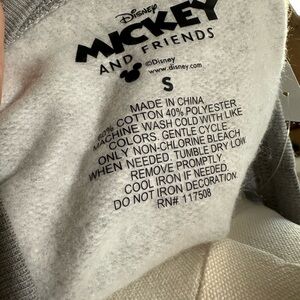 Disney
MICKEY
AND FRIENDS
©Disney
www.disney.com
S
MADE IN CHINA
60% COTTON 40% POLYESTER
MACHINE WASH COLD WITH LIKE
COLORS. GENTLE CYCLE.
ONLY NON-CHLORINE BLEACH
WHEN NEEDED. TUMBLE DRY LOW
REMOVE PROMPTLY
COOL IRON IF NEEDED
DO NOT IRON DECORATION
RN# 117508